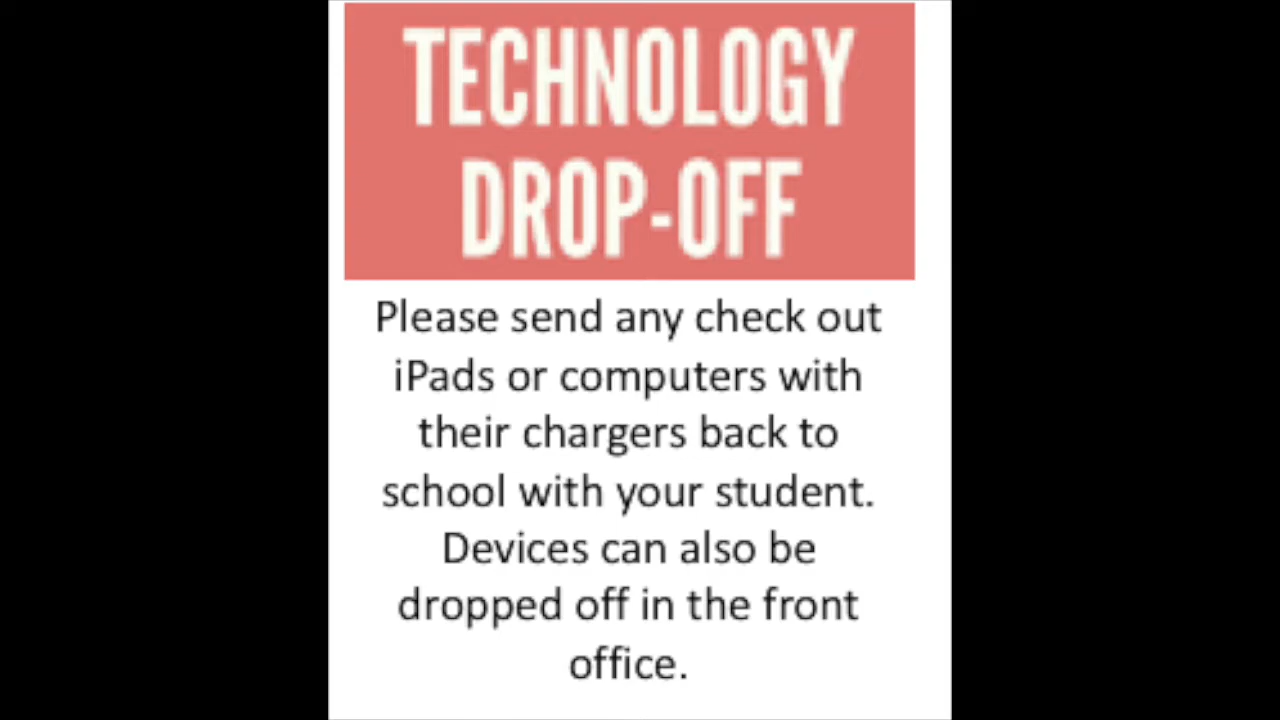 TECHNOLOGY
DROP-OFF
Please send any check out
iPads or computers with
their chargers back to
school with your student.
Devices can also be
dropped off in the front
office.